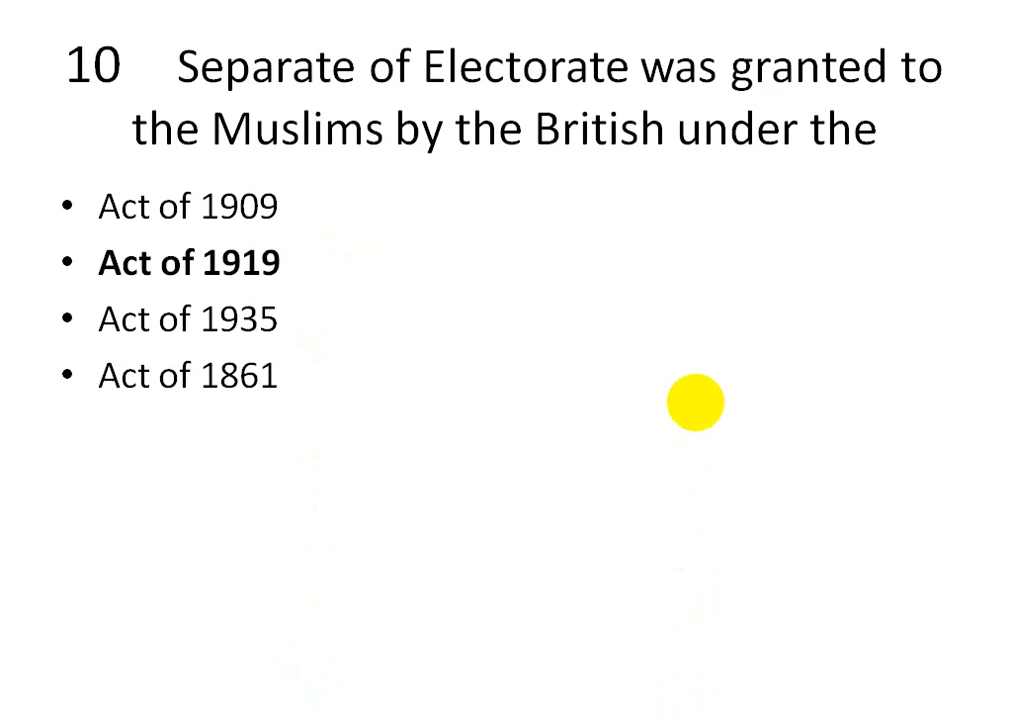 10 Separate of Electorate was granted to
the Muslims by the British under the
• Act of 1909
• Act of 1919
• Act of 1935
• Act of 1861